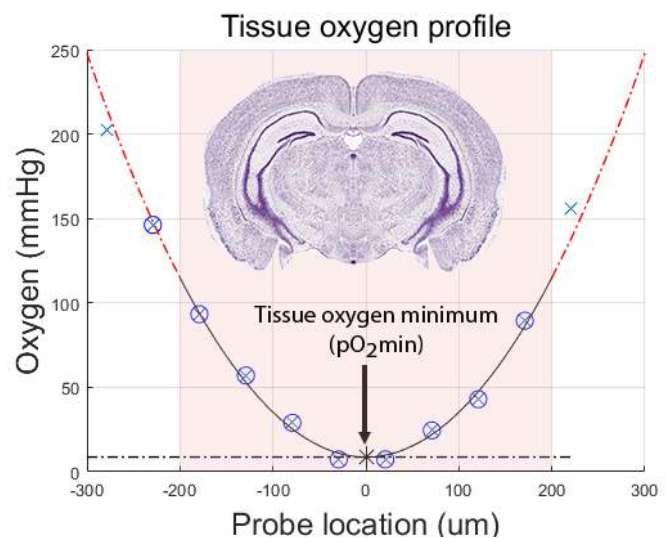 Tissue oxygen profile
250
200
150
100
50
0
Oxygen (mmHg)
Tissue oxygen minimum
(pO₂min)
-300 -200 -100 0 100 200 300
Probe location (um)